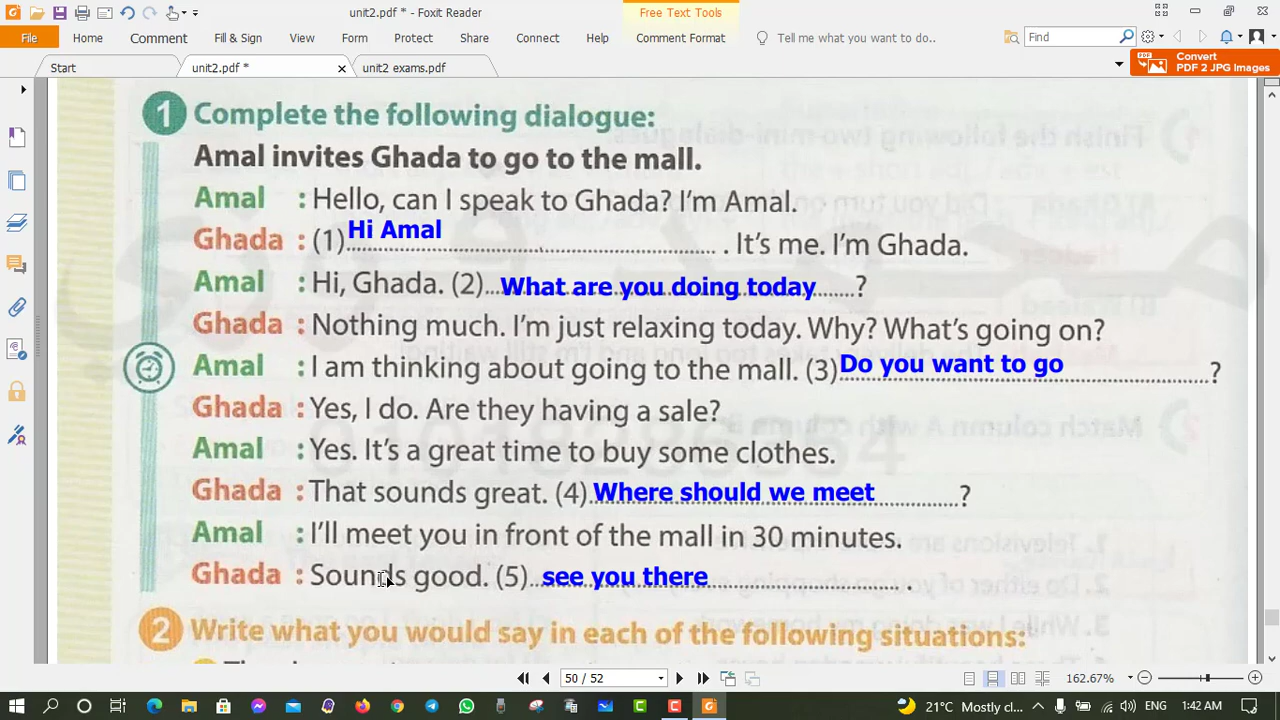 unit2.pdf * - Foxit Reader
Free Text Tools
File
Home
Comment
Fill & Sign
View
Form
Protect
Share
Connect
Help
Comment Format
Tell me what you want to do..
Find
Start
unit2.pdf *
unit2 exams.pdf
Convert
PDF 2 JPG Images
1 Complete the following dialogue:
Amal invites Ghada to go to the mall.
Amal : Hello, can I speak to Ghada? I'm Amal.
Ghada : (1) Hi Amal . It's me. I'm Ghada.
Amal : Hi, Ghada. (2) What are you doing today ?
Ghada : Nothing much. I'm just relaxing today. Why? What's going on?
Amal : I am thinking about going to the mall. (3) Do you want to go ?
Ghada : Yes, I do. Are they having a sale?
Amal : Yes. It's a great time to buy some clothes.
Ghada : That sounds great. (4) Where should we meet ?
Amal : I'll meet you in front of the mall in 30 minutes.
Ghada : Sounds good. (5) see you there .
2 Write what you would say in each of the following situations:
50 / 52
162.67%
21°C Mostly cl...
ENG
1:42 AM